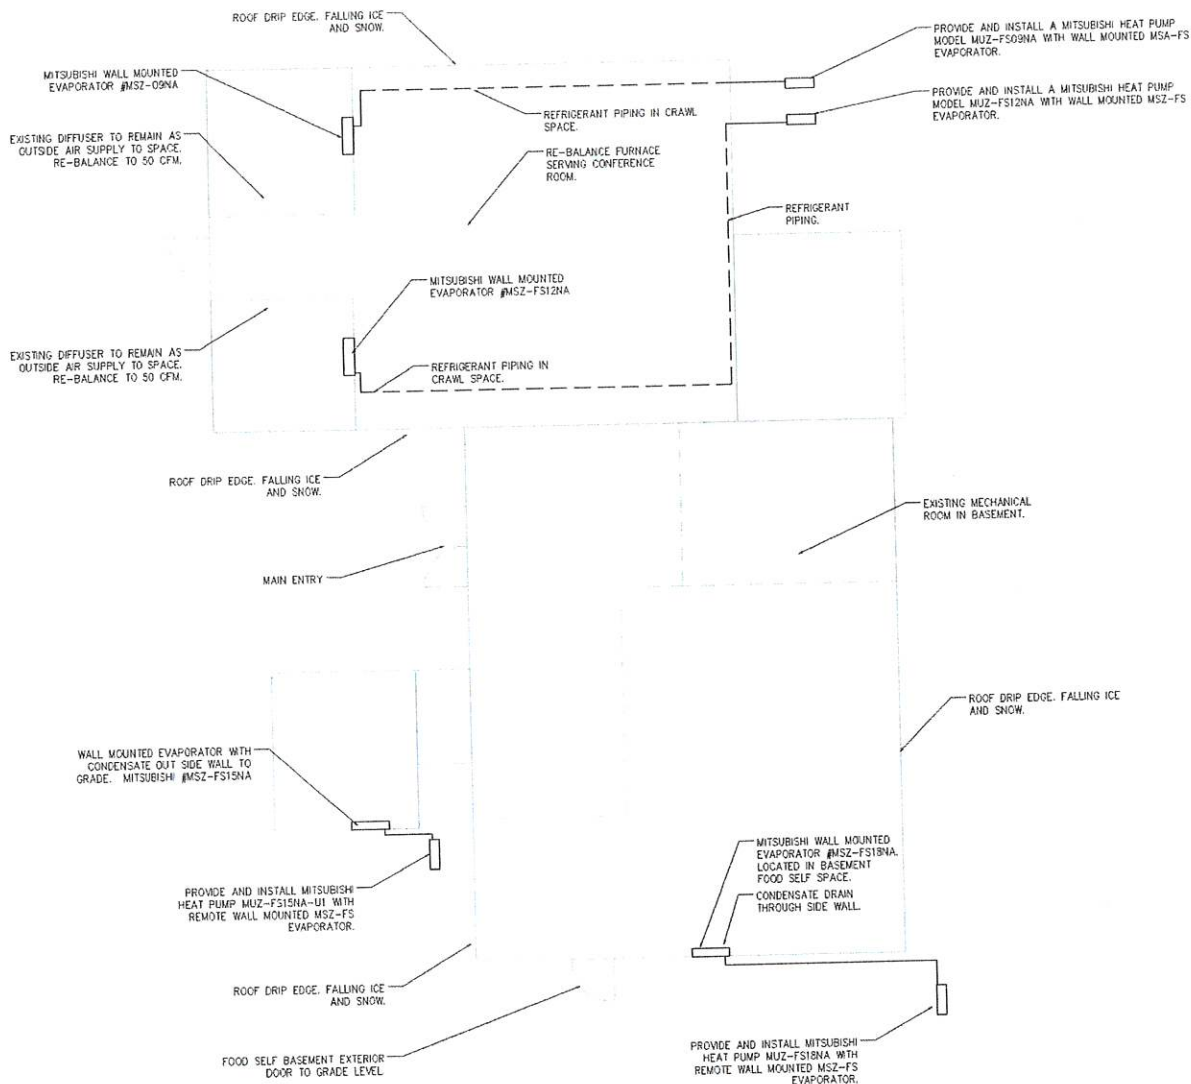 ROOF DRIP EDGE. FALLING ICE
AND SNOW.
PROVIDE AND INSTALL A MITSUBISHI HEAT PUMP
MODEL MUZ-FS09NA WITH WALL MOUNTED MSA-FS
EVAPORATOR.
MITSUBISHI WALL MOUNTED
EVAPORATOR #MSZ-09NA
PROVIDE AND INSTALL A MITSUBISHI HEAT PUMP
MODEL MUZ-FS12NA WITH WALL MOUNTED MSZ-FS
EVAPORATOR.
REFRIGERANT PIPING IN CRAWL
SPACE.
EXISTING DIFFUSER TO REMAIN AS
OUTSIDE AIR SUPPLY TO SPACE.
RE-BALANCE TO 50 CFM.
RE-BALANCE FURNACE
SERVING CONFERENCE
ROOM.
REFRIGERANT
PIPING.
MITSUBISHI WALL MOUNTED
EVAPORATOR #MSZ-FS12NA
EXISTING DIFFUSER TO REMAIN AS
OUTSIDE AIR SUPPLY TO SPACE.
RE-BALANCE TO 50 CFM.
REFRIGERANT PIPING IN
CRAWL SPACE.
ROOF DRIP EDGE. FALLING ICE
AND SNOW.
EXISTING MECHANICAL
ROOM IN BASEMENT.
MAIN ENTRY
ROOF DRIP EDGE. FALLING ICE
AND SNOW.
WALL MOUNTED EVAPORATOR WITH
CONDENSATE OUT SIDE WALL TO
GRADE. MITSUBISHI #MSZ-FS15NA
MITSUBISHI WALL MOUNTED
EVAPORATOR #MSZ-FS18NA.
LOCATED IN BASEMENT
FOOD SELF SPACE.
CONDENSATE DRAIN
THROUGH SIDE WALL.
PROVIDE AND INSTALL MITSUBISHI
HEAT PUMP MUZ-FS15NA-U1 WITH
REMOTE WALL MOUNTED MSZ-FS
EVAPORATOR.
ROOF DRIP EDGE. FALLING ICE
AND SNOW.
FOOD SELF BASEMENT EXTERIOR
DOOR TO GRADE LEVEL
PROVIDE AND INSTALL MITSUBISHI
HEAT PUMP MUZ-FS18NA WITH
REMOTE WALL MOUNTED MSZ-FS
EVAPORATOR.